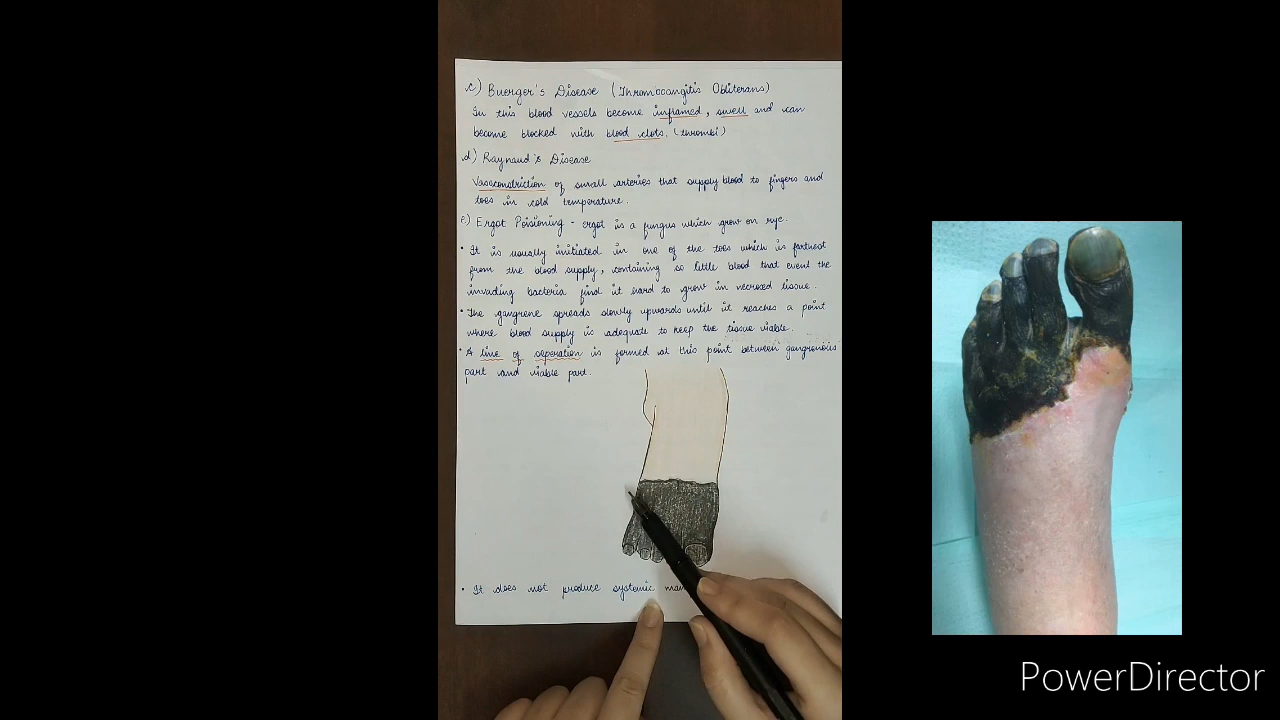 c) Buerger's Disease (Thromoangitis Obliterans)
In this blood vessels become inflamed, swell and can
become blocked with blood clots. (thrombi)
d) Raynaud's Disease
Vasoconstriction of small arteries that supply blood to fingers and
toes in cold temperature.
e) Ergot Poisioning - ergot is a fungus which grow on rye.
• It is usually initiated in one of the toes which is farthest
from the blood supply, containing so little blood that event the
invading bacteria find it hard to grow in necrosed tissue.
• The gangrene spreads slowly upwards until it reaches a point
where blood supply is adequate to keep the tissue viable.
• A line of seperation is formed at this point between gangrenous
part and viable part.
• It does not produce systemic
PowerDirector